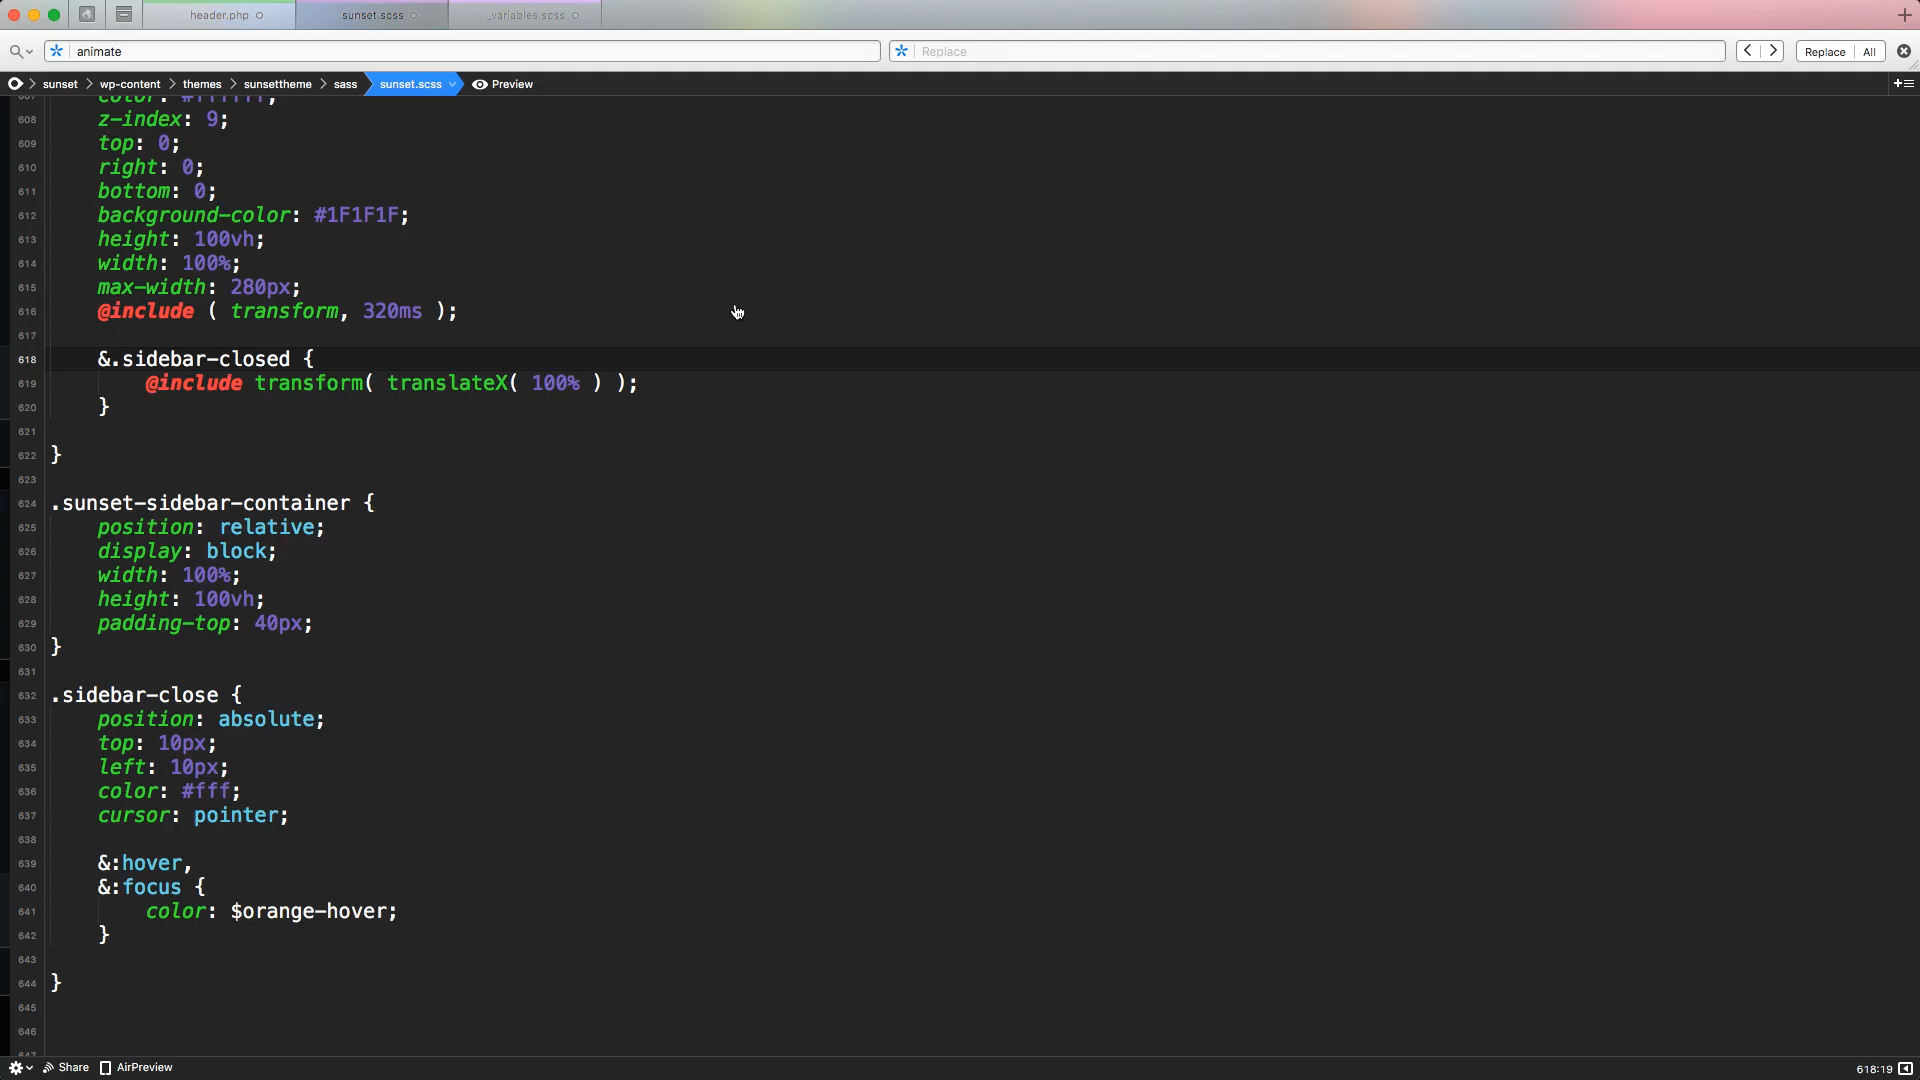 header.php
sunset.scss
_variables.scss
animate
Replace
Replace All
sunset wp-content themes sunsettheme sass sunset.scss Preview
607 color: #ffffff;
608 z-index: 9;
609 top: 0;
610 right: 0;
611 bottom: 0;
612 background-color: #1F1F1F;
613 height: 100vh;
614 width: 100%;
615 max-width: 280px;
616 @include ( transform, 320ms );
617
618 &.sidebar-closed {
619 @include transform( translateX( 100% ) );
620 }
621
622 }
623
624 .sunset-sidebar-container {
625 position: relative;
626 display: block;
627 width: 100%;
628 height: 100vh;
629 padding-top: 40px;
630 }
631
632 .sidebar-close {
633 position: absolute;
634 top: 10px;
635 left: 10px;
636 color: #fff;
637 cursor: pointer;
638
639 &:hover,
640 &:focus {
641 color: $orange-hover;
642 }
643
644 }
645
646
647
Share AirPreview 618:19